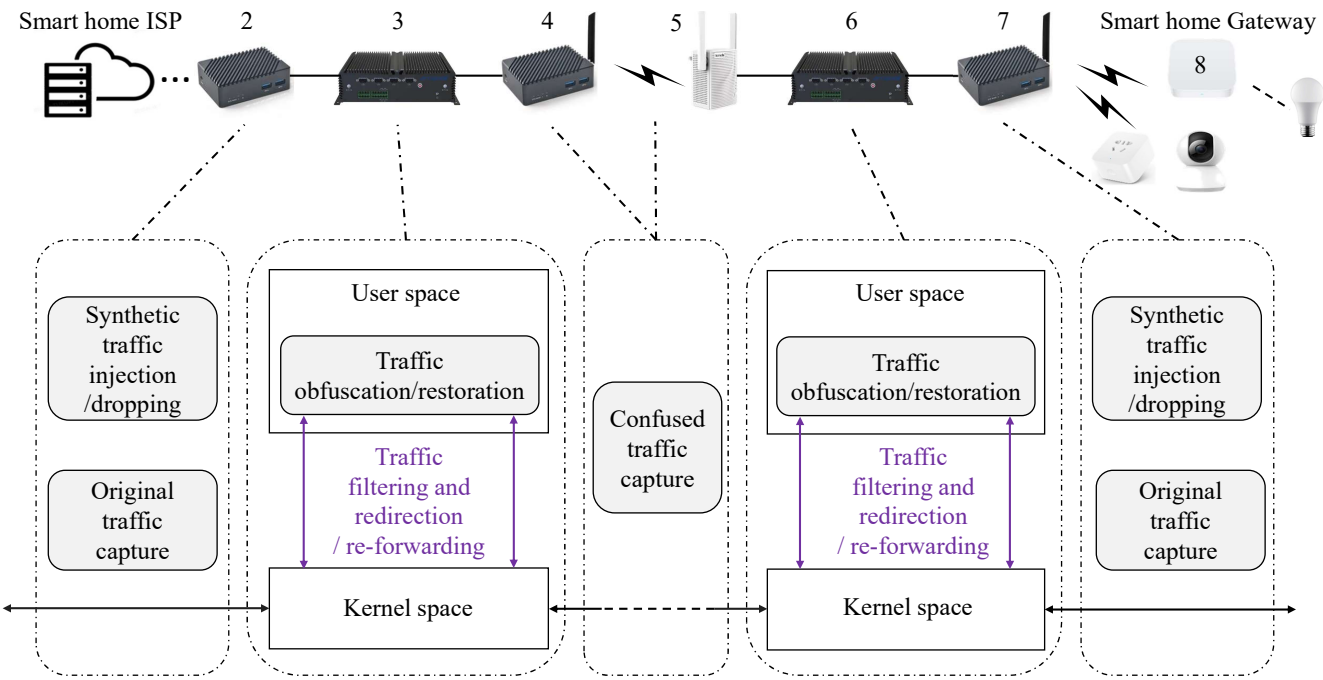 Smart home ISP
2
3
4
5
6
7
Smart home Gateway
8
Synthetic
traffic
injection
/dropping
Original
traffic
capture
User space
Traffic
obfuscation/restoration
Traffic
filtering and
redirection
/ re-forwarding
Kernel space
Confused
traffic
capture
User space
Traffic
obfuscation/restoration
Traffic
filtering and
redirection
/ re-forwarding
Kernel space
Synthetic
traffic
injection
/dropping
Original
traffic
capture